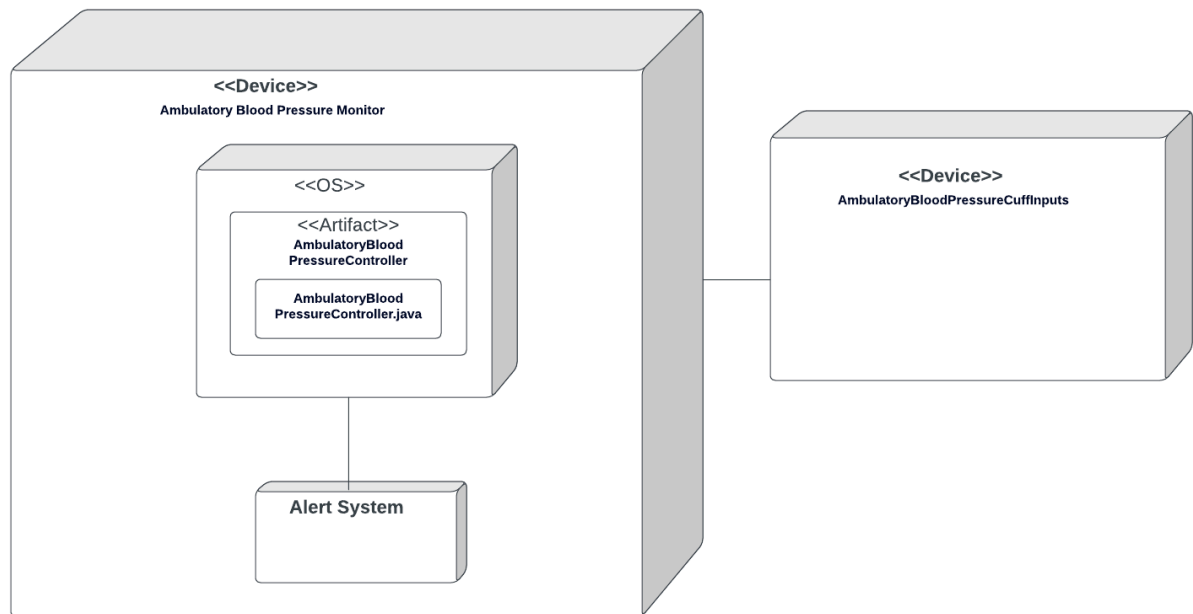 <<Device>>
Ambulatory Blood Pressure Monitor
<<OS>>
<<Artifact>>
AmbulatoryBlood
PressureController
AmbulatoryBlood
PressureController.java
Alert System
<<Device>>
AmbulatoryBloodPressureCuffInputs